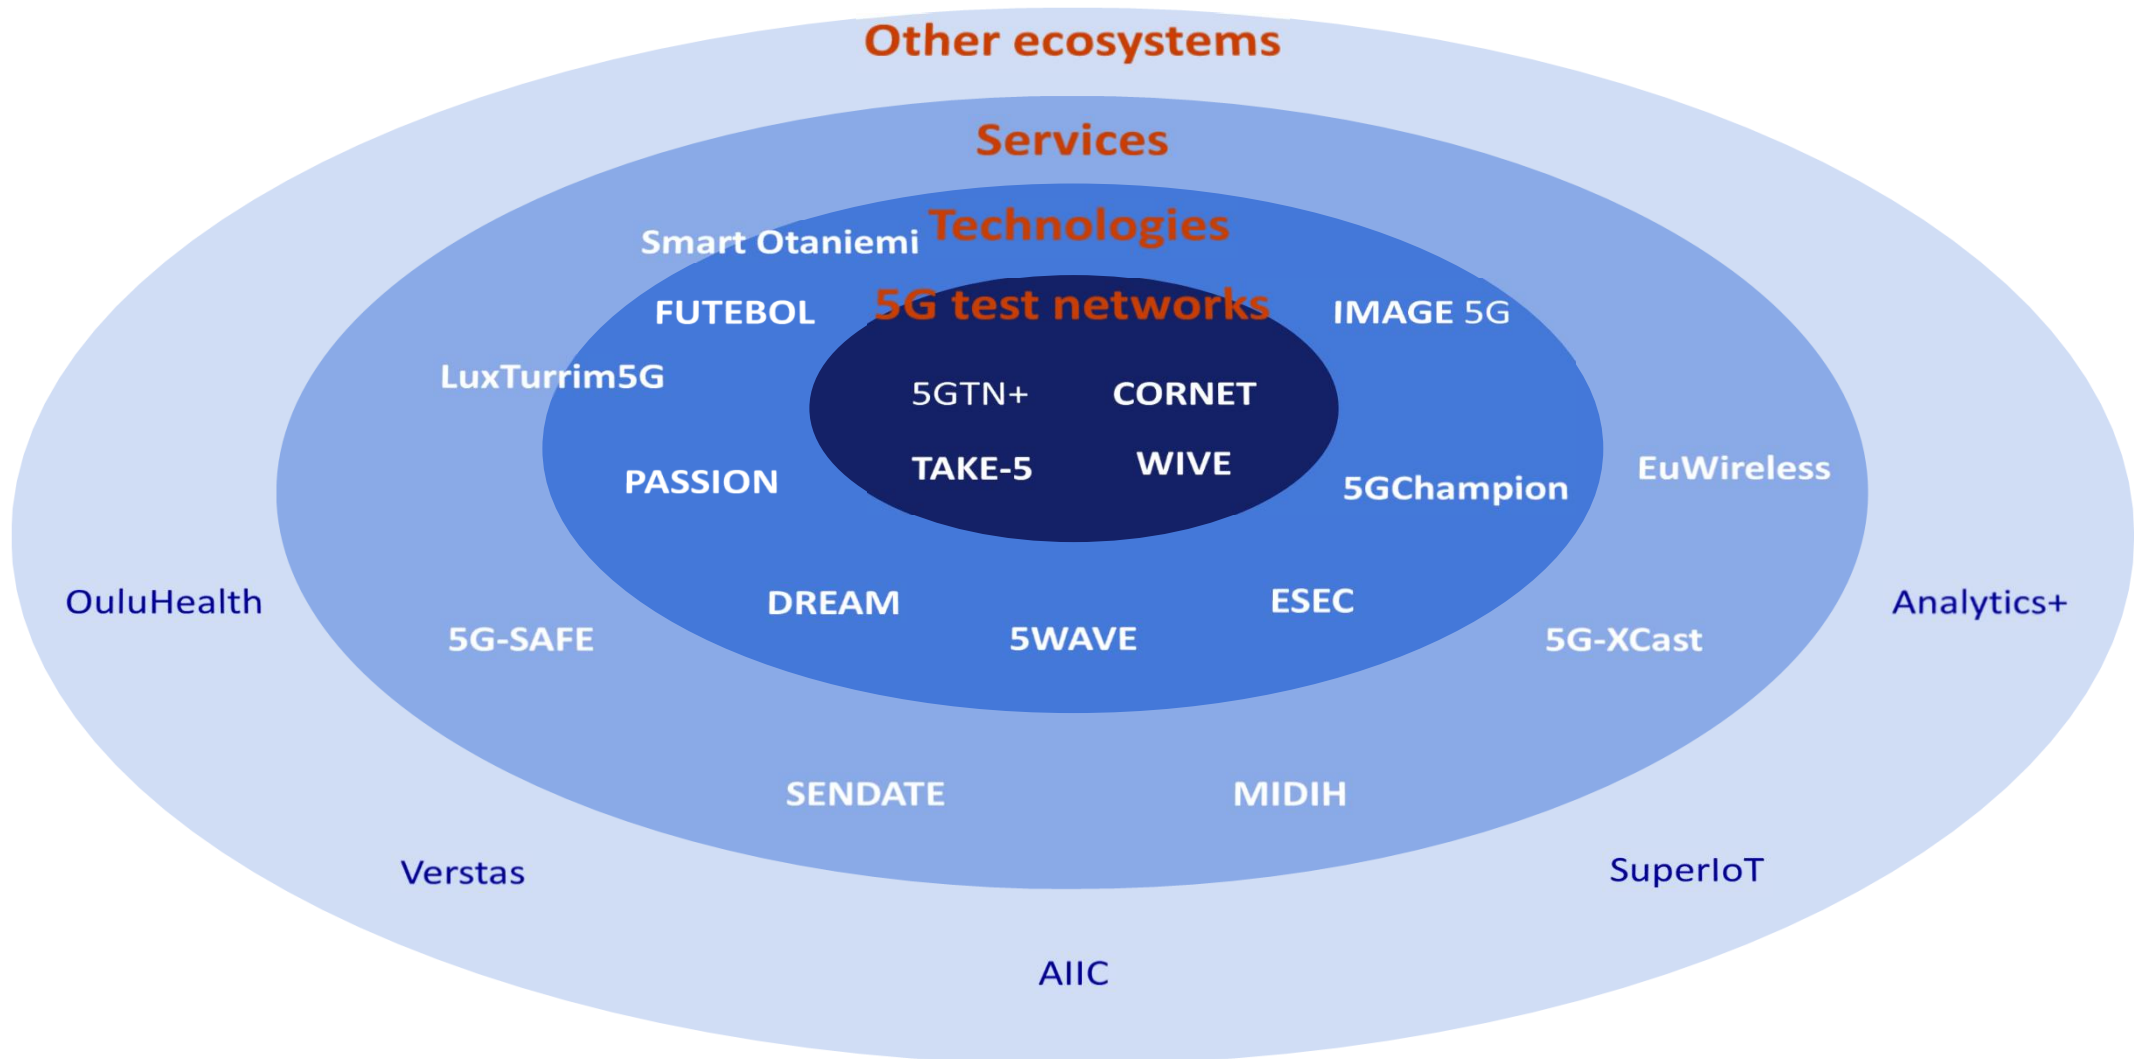 Other ecosystems
Services
Technologies
Smart Otaniemi
5G test networks
FUTEBOL
IMAGE 5G
LuxTurrim5G
5GTN+
CORNET
TAKE-5
WIVE
PASSION
5GChampion
EuWireless
OuluHealth
DREAM
ESEC
Analytics+
5G-SAFE
5WAVE
5G-XCast
SENDATE
MIDIH
Verstas
SuperIoT
AIIC